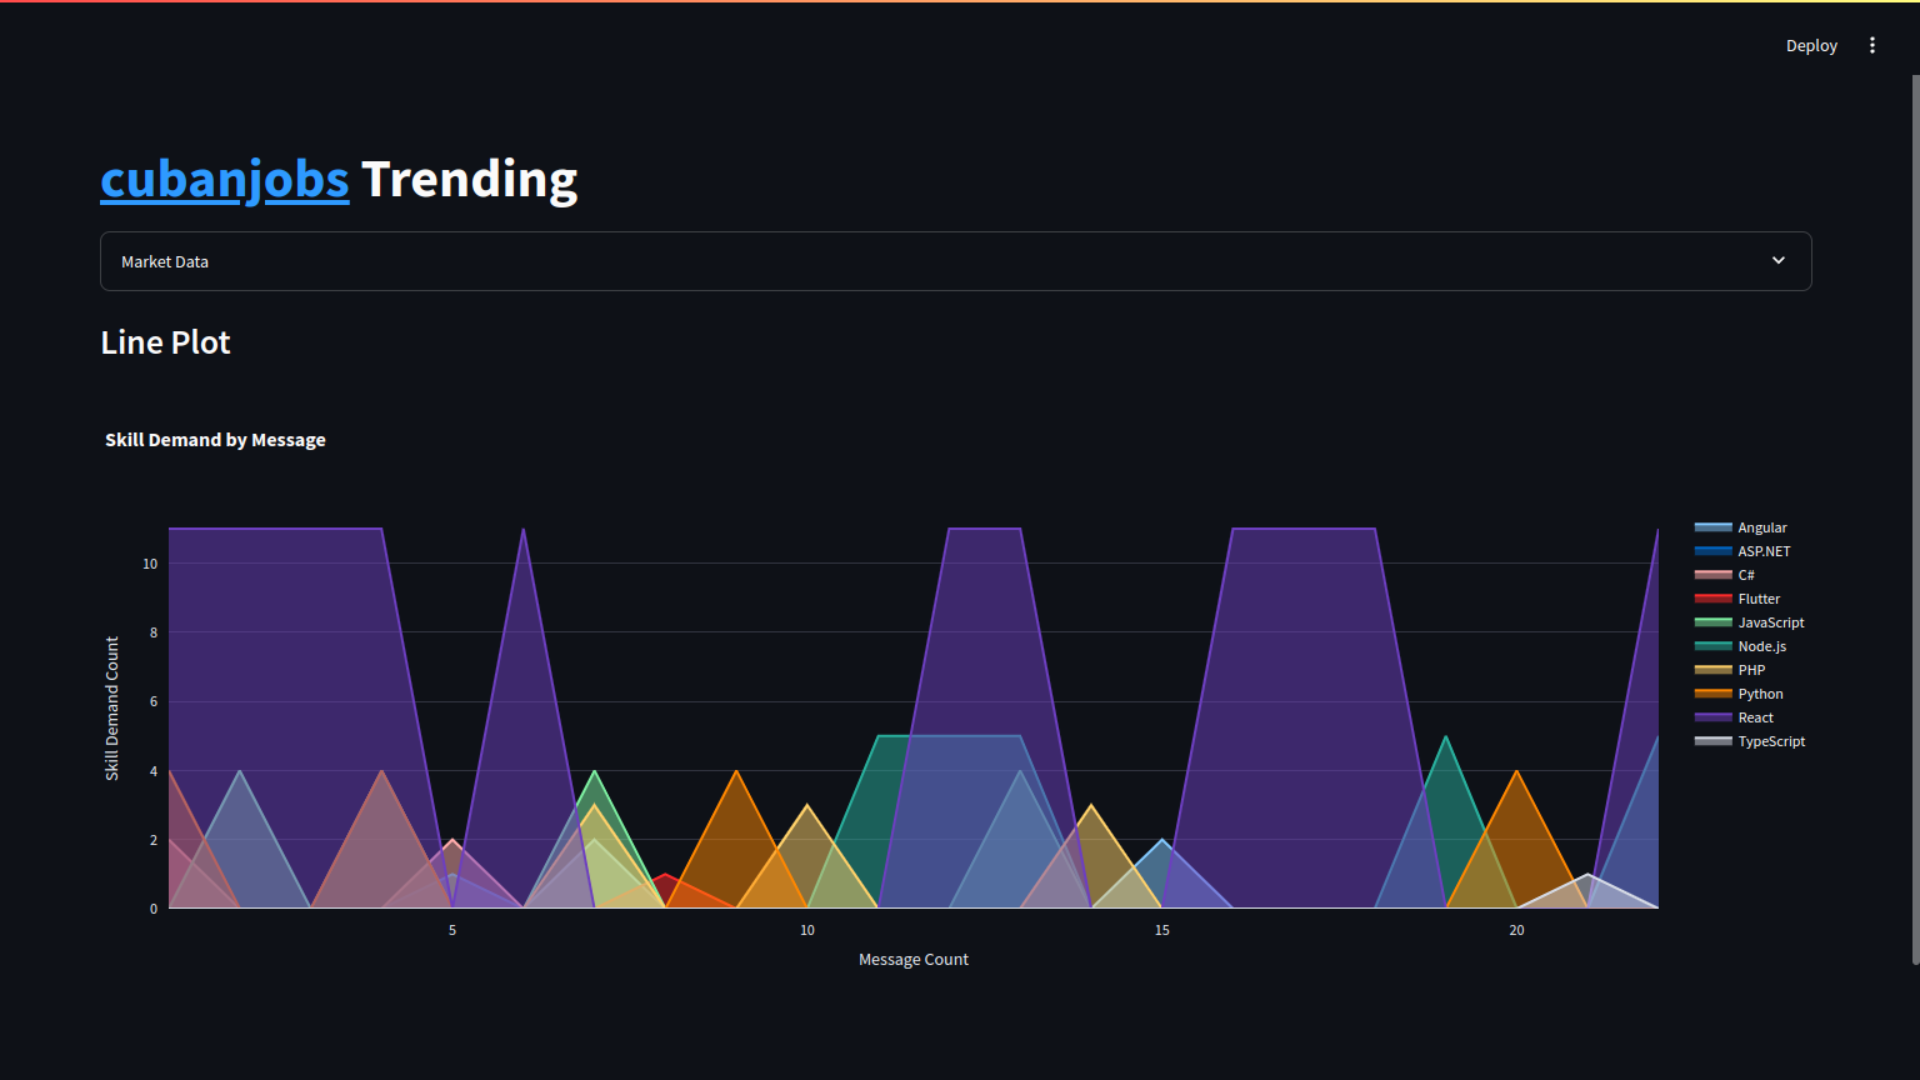 Deploy
cubanjobs Trending
Market Data
Line Plot
Skill Demand by Message
10
8
6
4
2
0
Skill Demand Count
5
10
15
20
Message Count
Angular
ASP.NET
C#
Flutter
JavaScript
Node.js
PHP
Python
React
TypeScript